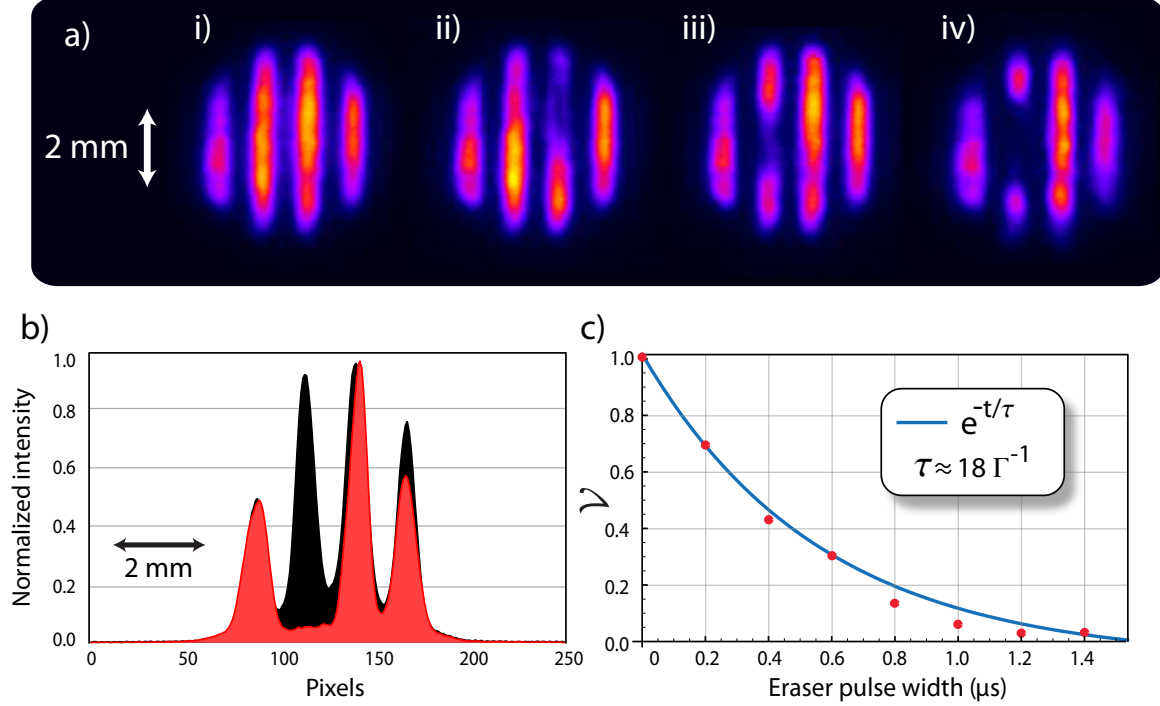 a) i) ii) iii) iv)
2 mm
b)
Normalized intensity
1.0
0.8
0.6
0.4
0.2
0.0
2 mm
0 50 100 150 200 250
Pixels
c)
𝒱
1.0
0.8
0.6
0.4
0.2
0.0
e^{-t/τ}
τ ≈ 18 Γ^{-1}
0 0.2 0.4 0.6 0.8 1.0 1.2 1.4
Eraser pulse width (μs)